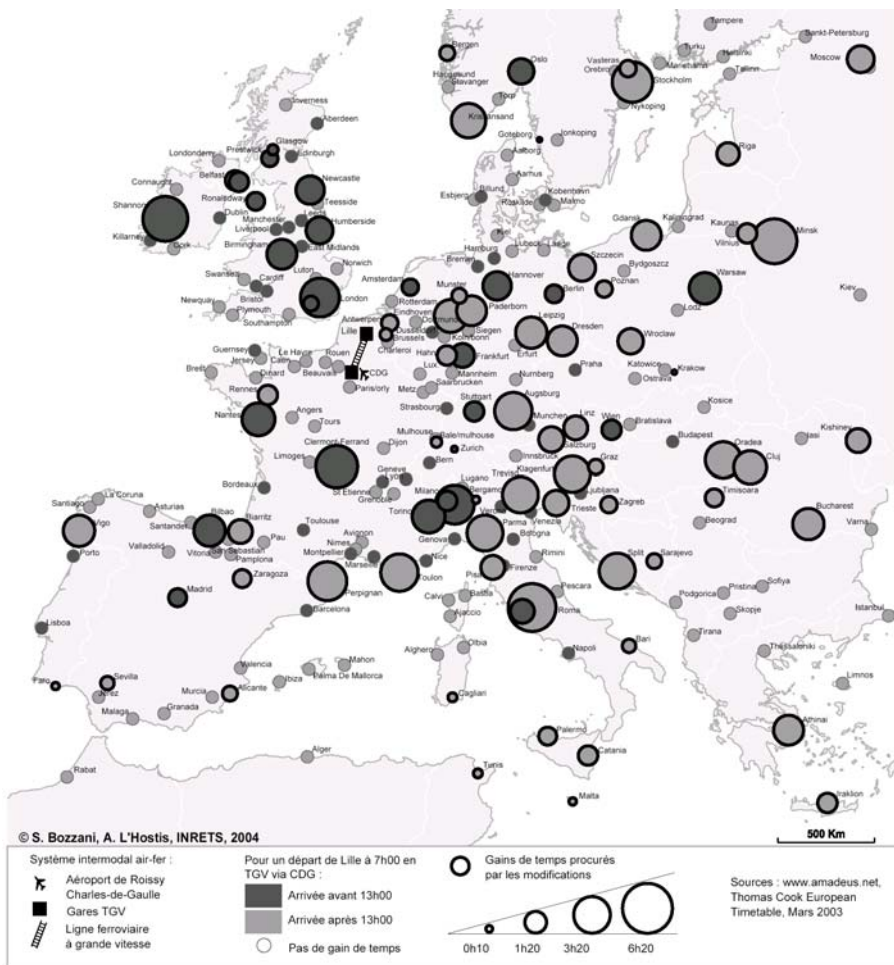 Tampere
Sankt-Petersburg
Bergen
Oslo
Turku
Helsinki
Moscow
Vasteras
Orebro
Mariehamn
Tallinn
Haugesund
Stavanger
Stockholm
Torp
Nykoping
Inverness
Kristiansand
Aberdeen
Goteborg
Jonkoping
Riga
Glasgow
Prestwick
Londonderry
Edinburgh
Aalborg
Belfast
Newcastle
Aarhus
Connaught
Ronaldsway
Teesside
Esbjerg
Billund
Kobenhavn
Shannon
Dublin
Leeds
Roskilde
Malmo
Manchester
Humberside
Kaunas
Minsk
Liverpool
Gdansk
Kaliningrad
Vilnius
Killarney
Cork
Birmingham
East Midlands
Kiel
Hamburg
Lubeck
Laege
Norwich
Bremen
Szczecin
Bydgoszcz
Swansea
Cardiff
Luton
Amsterdam
Hannover
Warsaw
London
Munster
Berlin
Poznan
Kiev
Newquay
Bristol
Rotterdam
Paderborn
Lodz
Plymouth
Eindhoven
Southampton
Antwerpen
Dortmund
Leipzig
Lille
Dusseldorf
Siegen
Dresden
Wroclaw
Brussels
Koln/bonn
Charleroi
Erfurt
Guernsey
Le Havre
Rouen
Hahn
Frankfurt
Jersey
Caen
Praha
Katowice
Krakow
Brest
Dinard
Beauvais
CDG
Lux.
Mannheim
Ostrava
Paris/orly
Metz
Saarbrucken
Nurnberg
Rennes
Augsburg
Kosice
Strasbourg
Stuttgart
Nantes
Angers
Munchen
Linz
Wien
Bratislava
Kishiney
Tours
Mulhouse
Bale/mulhouse
Salzburg
Budapest
Oradea
Iasi
Clermont-Ferrand
Dijon
Zurich
Limoges
Bern
Innsbruck
Cluj
Geneve
Lugano
Treviso
Klagenfurt
Graz
Lyon
Bordeaux
St Etienne
Milano
Bergamo
Ljubljana
Timisoara
La Coruna
Grenoble
Zagreb
Santiago
Asturias
Torino
Venezia
Trieste
Bucharest
Bilbao
Biarritz
Santander
Parma
Vigo
Toulouse
Beograd
Varna
Avignon
Genova
Bologna
San Sebastian
Pau
Nimes
Valladolid
Vitoria
Montpellier
Rimini
Sarajevo
Porto
Pamplona
Marseille
Nice
Split
Pisa
Firenze
Zaragoza
Toulon
Madrid
Perpignan
Pescara
Pristina
Sofiya
Calvi
Bastia
Podgorica
Barcelona
Ajaccio
Roma
Skopje
Istanbul
Lisboa
Tirana
Olbia
Bari
Alghero
Napoli
Thessaloniki
Mahon
Valencia
Faro
Sevilla
Ibiza
Palma De Mallorca
Limnos
Murcia
Alicante
Jerez
Cagliari
Granada
Malaga
Athinai
Palermo
Catania
Alger
Tunis
Rabat
Malta
Iraklion
© S. Bozzani, A. L'Hostis, INRETS, 2004
500 Km
Système intermodal air-fer :
Aéroport de Roissy
Charles-de-Gaulle
Gares TGV
Ligne ferroviaire
à grande vitesse
Pour un départ de Lille à 7h00 en
TGV via CDG :
Arrivée avant 13h00
Arrivée après 13h00
Pas de gain de temps
Gains de temps procurés
par les modifications
0h10
1h20
3h20
6h20
Sources : www.amadeus.net,
Thomas Cook European
Timetable, Mars 2003